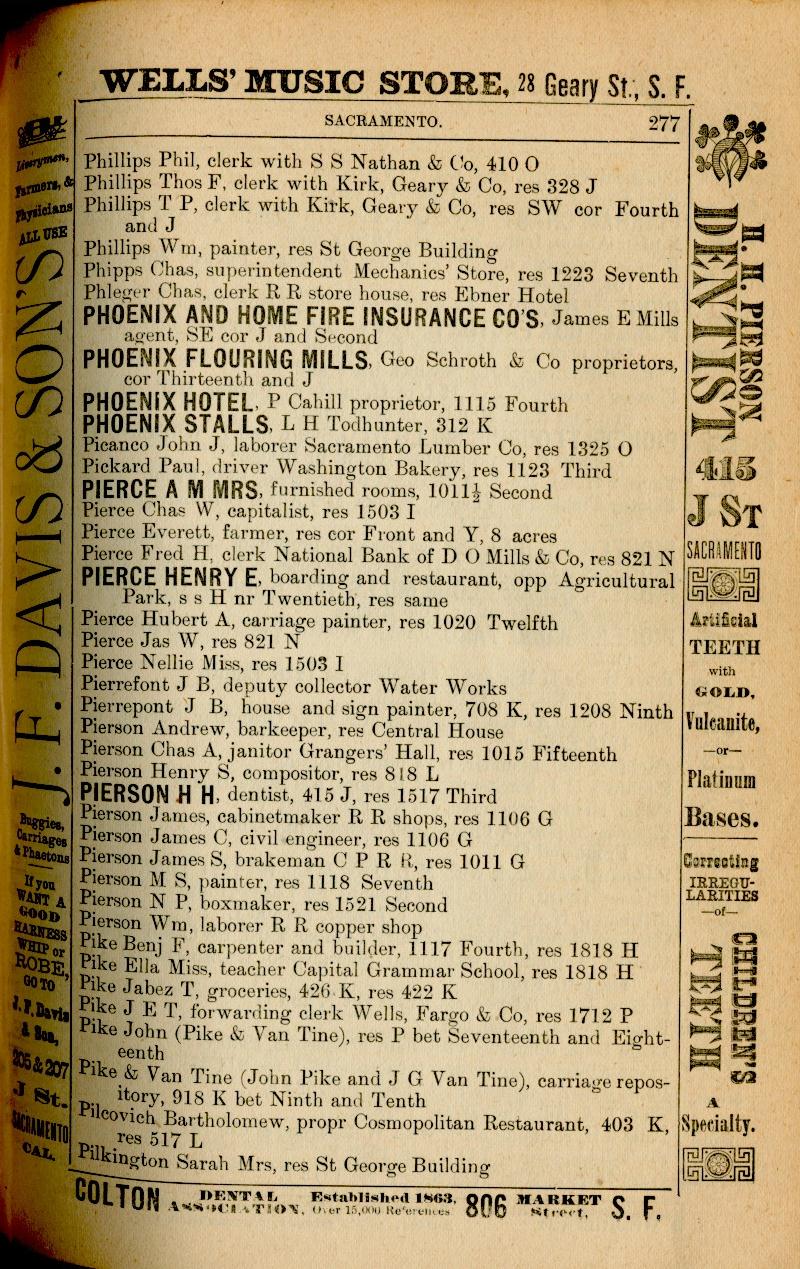 WELLS' MUSIC STORE, 28 Geary St., S. F.
SACRAMENTO. 277
Phillips Phil, clerk with S S Nathan & Co, 410 O
Phillips Thos F, clerk with Kirk, Geary & Co, res 328 J
Phillips T P, clerk with Kirk, Geary & Co, res SW cor Fourth
and J
Phillips Wm, painter, res St George Building
Phipps Chas, superintendent Mechanics' Store, res 1223 Seventh
Phleger Chas, clerk R R store house, res Ebner Hotel
PHOENIX AND HOME FIRE INSURANCE CO'S, James E Mills
agent, SE cor J and Second
PHOENIX FLOURING MILLS, Geo Schroth & Co proprietors,
cor Thirteenth and J
PHOENIX HOTEL, P Cahill proprietor, 1115 Fourth
PHOENIX STALLS, L H Todhunter, 312 K
Picanco John J, laborer Sacramento Lumber Co, res 1325 O
Pickard Paul, driver Washington Bakery, res 1123 Third
PIERCE A M MRS, furnished rooms, 1011½ Second
Pierce Chas W, capitalist, res 1503 I
Pierce Everett, farmer, res cor Front and Y, 8 acres
Pierce Fred H, clerk National Bank of D O Mills & Co, res 821 N
PIERCE HENRY E, boarding and restaurant, opp Agricultural
Park, s s H nr Twentieth, res same
Pierce Hubert A, carriage painter, res 1020 Twelfth
Pierce Jas W, res 821 N
Pierce Nellie Miss, res 1503 I
Pierrefont J B, deputy collector Water Works
Pierrepont J B, house and sign painter, 708 K, res 1208 Ninth
Pierson Andrew, barkeeper, res Central House
Pierson Chas A, janitor Grangers' Hall, res 1015 Fifteenth
Pierson Henry S, compositor, res 818 L
PIERSON H H, dentist, 415 J, res 1517 Third
Pierson James, cabinetmaker R R shops, res 1106 G
Pierson James C, civil engineer, res 1106 G
Pierson James S, brakeman C P R R, res 1011 G
Pierson M S, painter, res 1118 Seventh
Pierson N P, boxmaker, res 1521 Second
Pierson Wm, laborer R R copper shop
Pike Benj F, carpenter and builder, 1117 Fourth, res 1818 H
Pike Ella Miss, teacher Capital Grammar School, res 1818 H
Pike Jabez T, groceries, 426 K, res 422 K
Pike J E T, forwarding clerk Wells, Fargo & Co, res 1712 P
Pike John (Pike & Van Tine), res P bet Seventeenth and Eight-
eenth
Pike & Van Tine (John Pike and J G Van Tine), carriage repos-
itory, 918 K bet Ninth and Tenth
Pilcovich Bartholomew, propr Cosmopolitan Restaurant, 403 K,
res 517 L
Pilkington Sarah Mrs, res St George Building
COLTON DENTAL ASSOCIATION, Established 1863. Over 15,000 References 806 MARKET Street, S. F.
Liverymen,
Farmers, &
Physicians
ALL USE
J. F. DAVIS & SON'S
Buggies,
Carriages
& Phaetons
If you
WANT A
GOOD
HARNESS
WHIP or
ROBE,
GO TO
J. F. Davis
& Son,
205 & 207
J St.
SACRAMENTO
CAL.
H. H. PIERSON
DENTIST,
415
J ST
SACRAMENTO
Artificial
TEETH
with
GOLD,
Vulcanite,
—or—
Platinum
Bases.
Correcting
IRREGU-
LARITIES
—of—
CHILDREN'S
TEETH
A
Specialty.